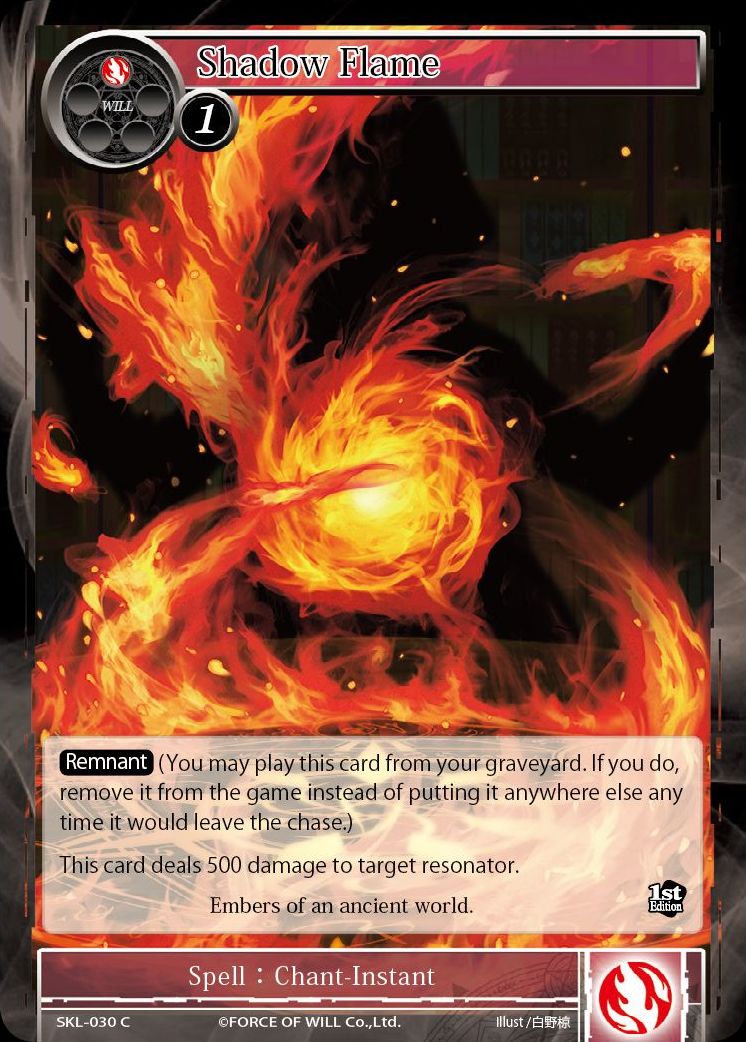 Shadow Flame
WILL
1
Remnant (You may play this card from your graveyard. If you do,
remove it from the game instead of putting it anywhere else any
time it would leave the chase.)
This card deals 500 damage to target resonator.
Embers of an ancient world.
1st
Edition
Spell : Chant-Instant
SKL-030 C ©FORCE OF WILL Co.,Ltd. Illust /白野椋